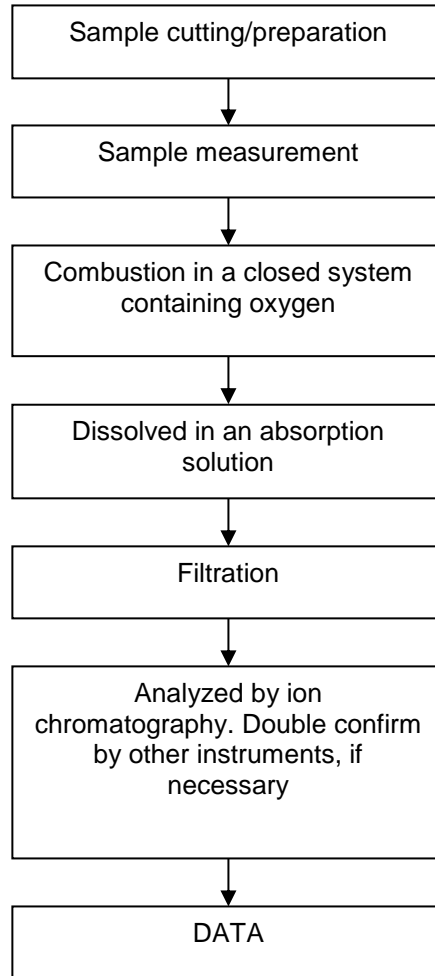 Sample cutting/preparation
Sample measurement
Combustion in a closed system
containing oxygen
Dissolved in an absorption
solution
Filtration
Analyzed by ion
chromatography. Double confirm
by other instruments, if
necessary
DATA